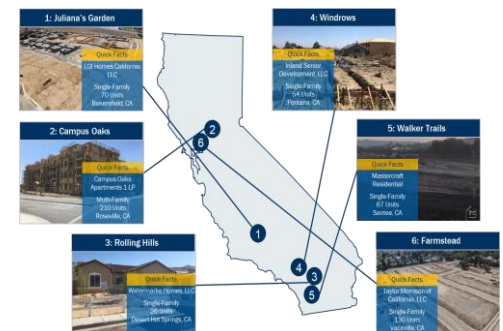 1: Juliana's Garden
Quick Facts
LGI Homes California
LLC
Single-Family
70 Units
Bakersfield, CA
2: Campus Oaks
Quick Facts
Campus Oaks
Apartments 1 LP
Multi-Family
210 Units
Roseville, CA
3: Rolling Hills
Quick Facts
Watermarke Homes, LLC
Single-Family
26 Units
Desert Hot Springs, CA
4: Windrows
Quick Facts
Inland Senior
Development, LLC
Single-Family
54 Units
Fontana, CA
5: Walker Trails
Quick Facts
Mastercraft
Residential
Single-Family
67 Units
Santee, CA
6: Farmstead
Quick Facts
Taylor Morrison of
California, LLC
Single-Family
130 Units
Vacaville, CA
2
6
1
4
3
5